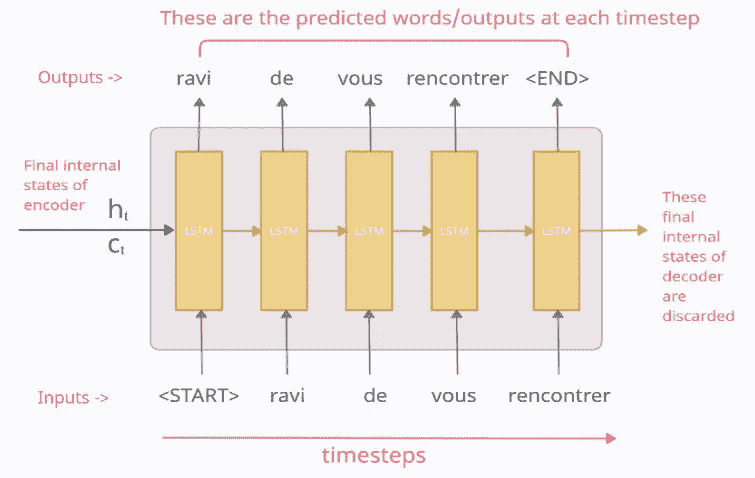 These are the predicted words/outputs at each timestep
Outputs -> ravi de vous rencontrer <END>
Final internal
states of
encoder
hₜ
cₜ
LSTM LSTM LSTM LSTM LSTM
These
final
internal
states of
decoder
are
discarded
Inputs -> <START> ravi de vous rencontrer
timesteps